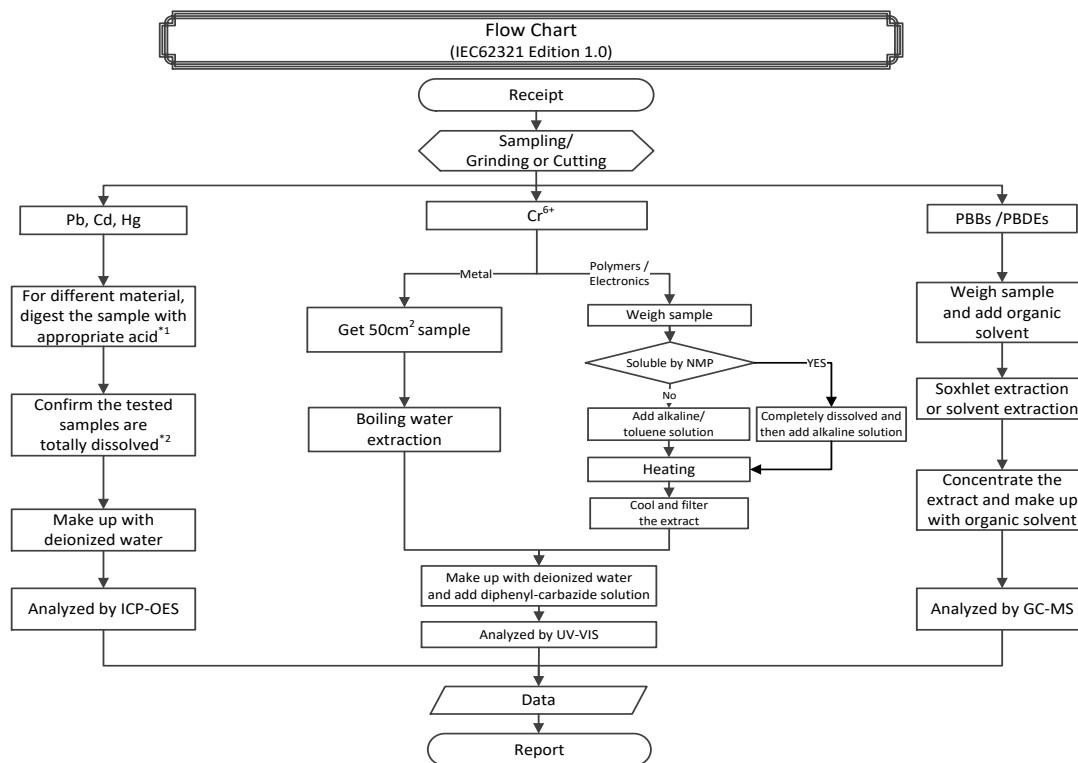 Flow Chart
(IEC62321 Edition 1.0)
Receipt
Sampling/
Grinding or Cutting
Pb, Cd, Hg
For different material,
digest the sample with
appropriate acid*1
Confirm the tested
samples are
totally dissolved*2
Make up with
deionized water
Analyzed by ICP-OES
Cr6+
Metal
Get 50cm2 sample
Boiling water
extraction
Polymers /
Electronics
Weigh sample
Soluble by NMP
YES
No
Add alkaline/
toluene solution
Completely dissolved and
then add alkaline solution
Heating
Cool and filter
the extract
Make up with deionized water
and add diphenyl-carbazide solution
Analyzed by UV-VIS
PBBs /PBDEs
Weigh sample
and add organic
solvent
Soxhlet extraction
or solvent extraction
Concentrate the
extract and make up
with organic solvent
Analyzed by GC-MS
Data
Report